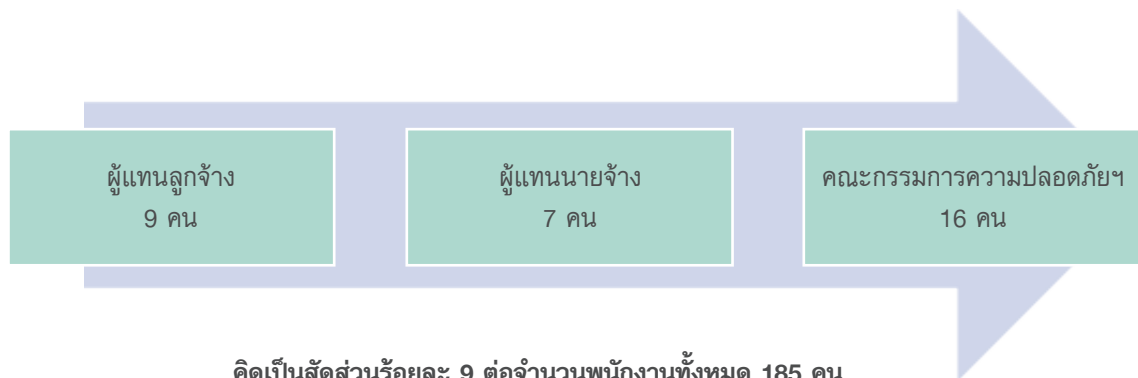 ผู้แทนลูกจ้าง
9 คน
ผู้แทนนายจ้าง
7 คน
คณะกรรมการความปลอดภัยฯ
16 คน
คิดเป็นสัดส่วนร้อยละ 9 ต่อจำนวนพนักงานทั้งหมด 185 คน